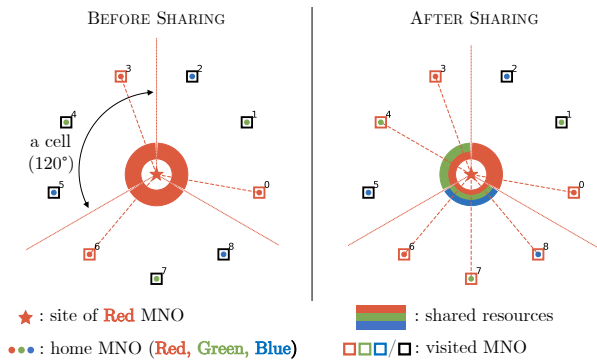 BEFORE SHARING
AFTER SHARING
3
2
4
1
a cell
(120°)
5
0
6
8
7
3
2
4
1
5
0
6
8
7
: site of Red MNO
: shared resources
: home MNO (Red, Green, Blue)
/ : visited MNO